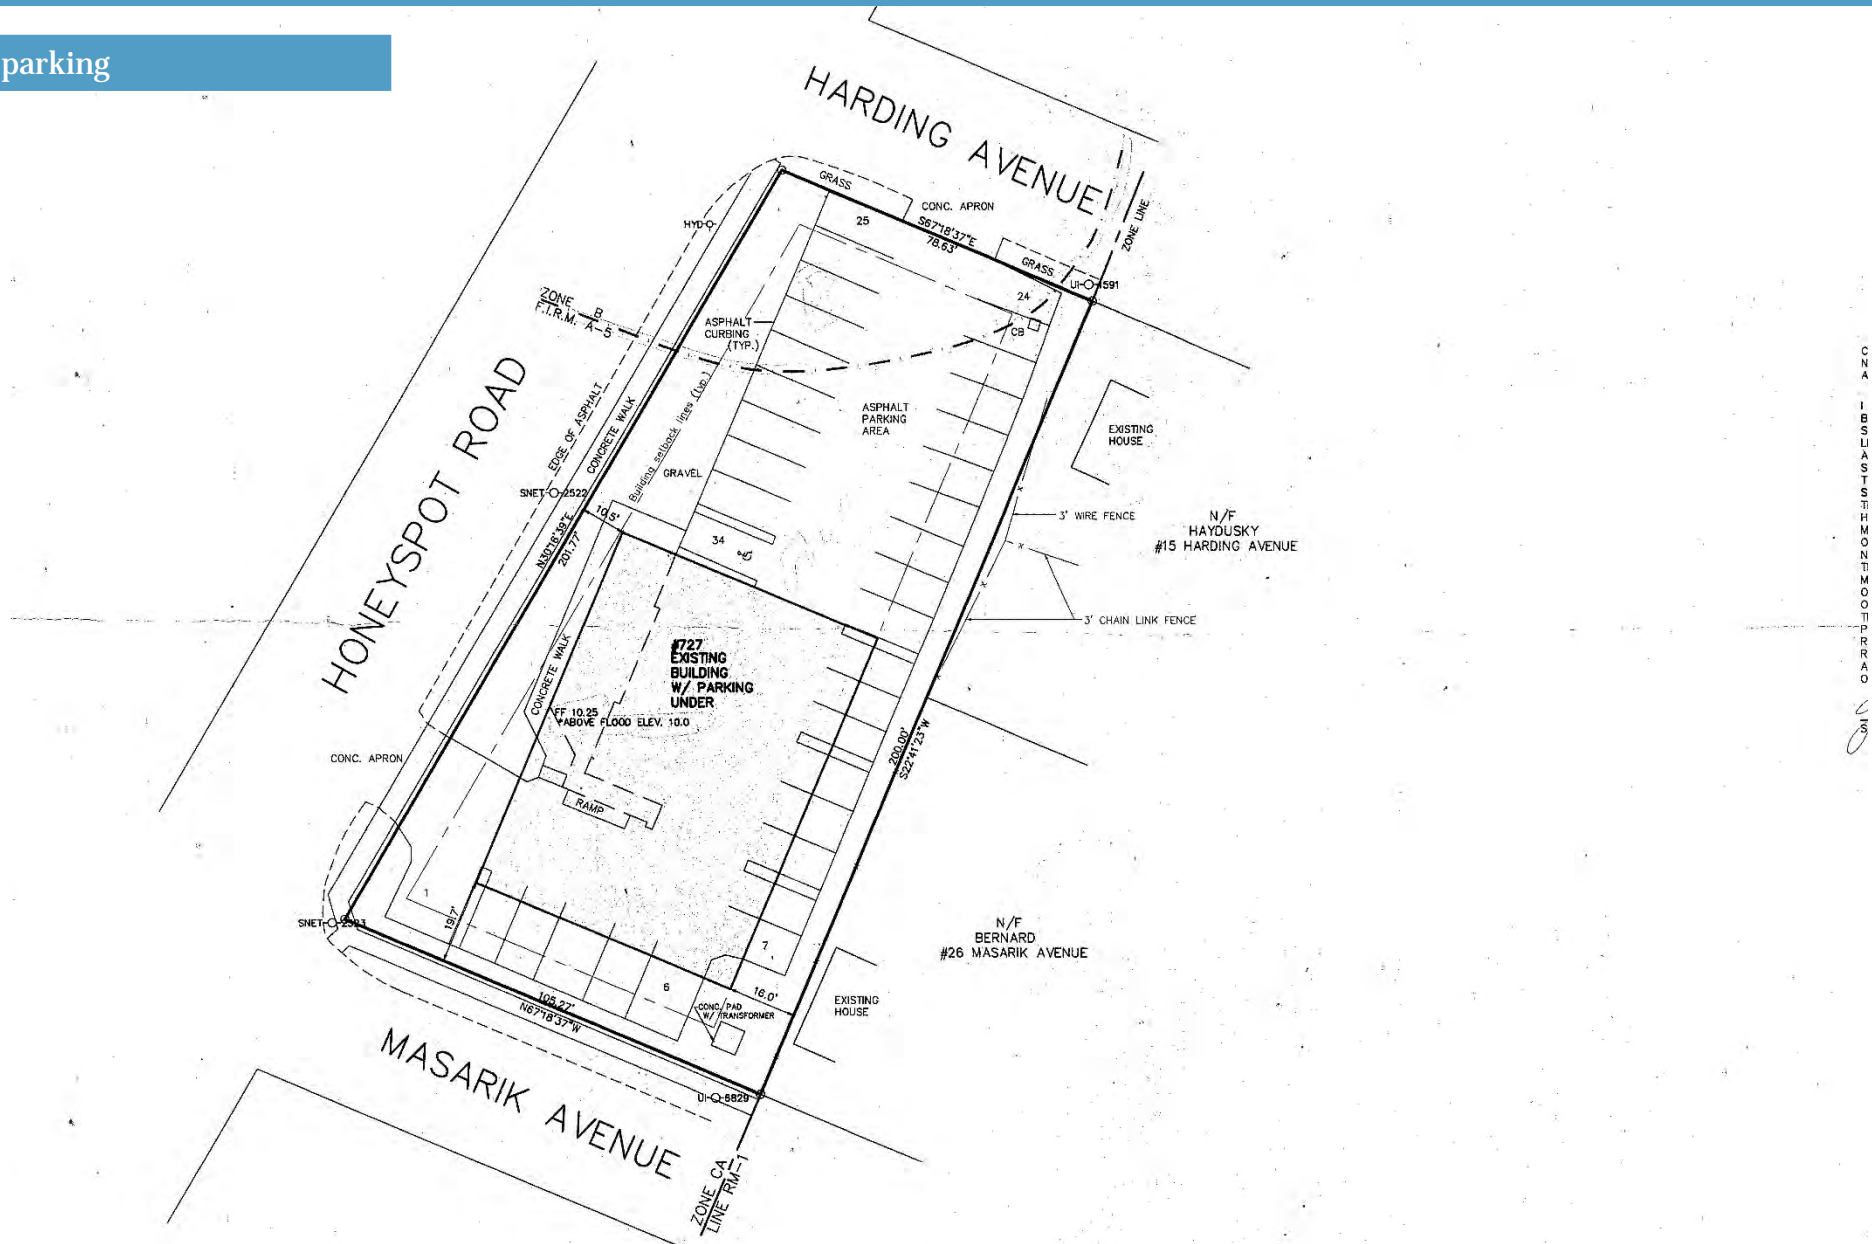 parking
HARDING AVENUE
GRASS
CONC. APRON
25
S67°18'37"E
78.63'
GRASS
ZONE LINE
HYD
UI 4591
24
CB
ZONE B
F.I.R.M. A-5
ASPHALT
CURBING
(TYP.)
EDGE OF ASPHALT
CONCRETE WALK
Building setback lines (typ.)
ASPHALT
PARKING
AREA
EXISTING
HOUSE
HONEYSPOT ROAD
GRAVEL
SNET 2522
10.5'
3' WIRE FENCE
N/F
HAYDUSKY
#15 HARDING AVENUE
N30°16'39"E
201.77'
34
3' CHAIN LINK FENCE
#727
EXISTING
BUILDING
W/ PARKING
UNDER
CONCRETE WALK
FF 10.25
ABOVE FLOOD ELEV. 10.0
200.00'
S22°41'23"W
CONC. APRON
RAMP
1
SNET 2523
19.7'
7
N/F
BERNARD
#26 MASARIK AVENUE
6
16.0'
CONC. PAD
W/ TRANSFORMER
EXISTING
HOUSE
105.27'
N67°18'37"W
MASARIK AVENUE
UI 5829
ZONE CA
LINE RM-1